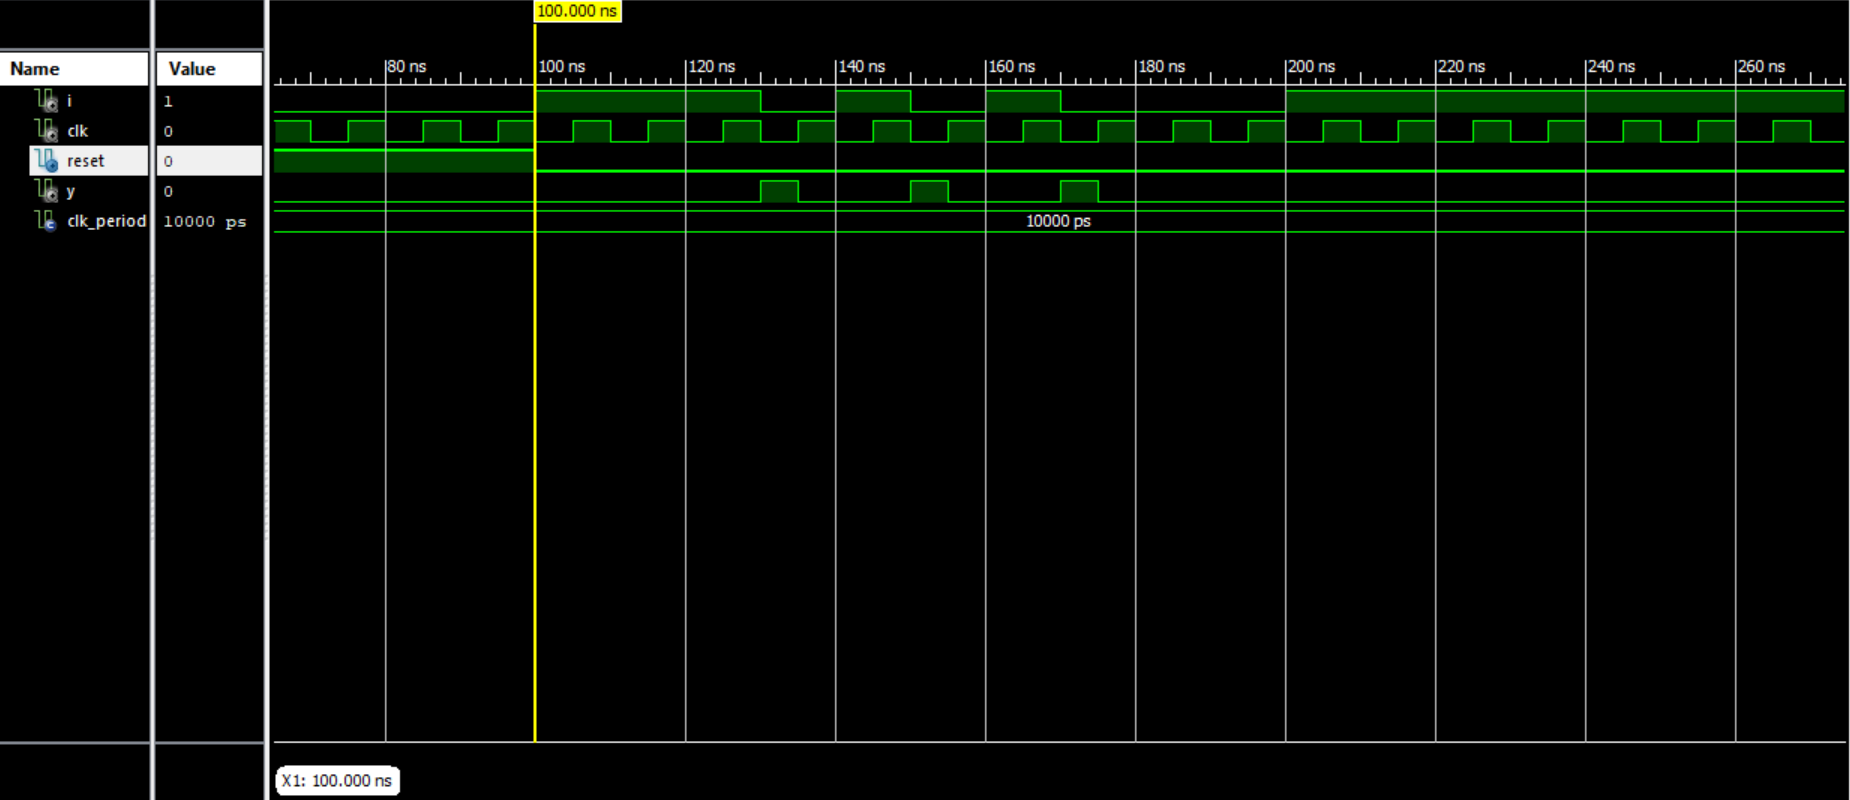 100.000 ns
Name Value
80 ns 100 ns 120 ns 140 ns 160 ns 180 ns 200 ns 220 ns 240 ns 260 ns
i 1
clk 0
reset 0
y 0
clk_period 10000 ps 10000 ps
X1: 100.000 ns